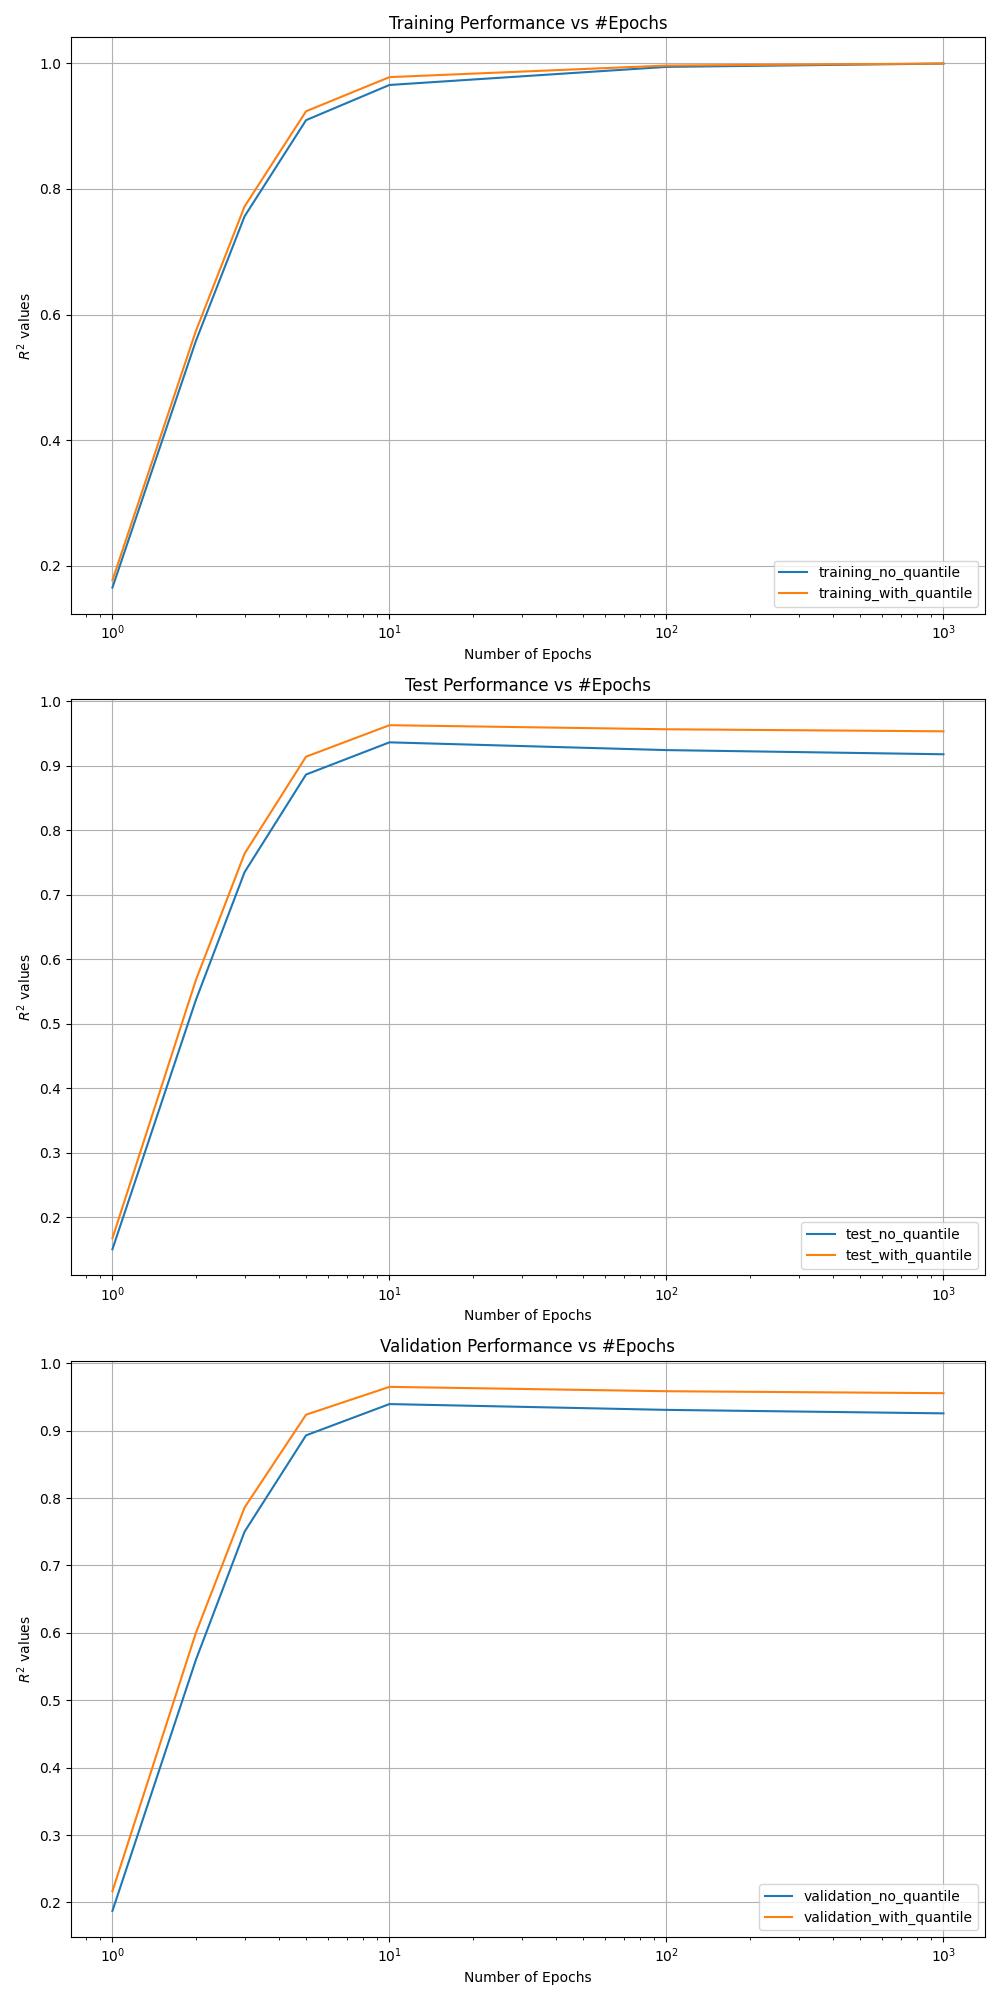 Training Performance vs #Epochs
1.0
0.8
0.6
0.4
0.2
R² values
training_no_quantile
training_with_quantile
10⁰ 10¹ 10² 10³
Number of Epochs
Test Performance vs #Epochs
1.0
0.9
0.8
0.7
0.6
0.5
0.4
0.3
0.2
R² values
test_no_quantile
test_with_quantile
10⁰ 10¹ 10² 10³
Number of Epochs
Validation Performance vs #Epochs
1.0
0.9
0.8
0.7
0.6
0.5
0.4
0.3
0.2
R² values
validation_no_quantile
validation_with_quantile
10⁰ 10¹ 10² 10³
Number of Epochs